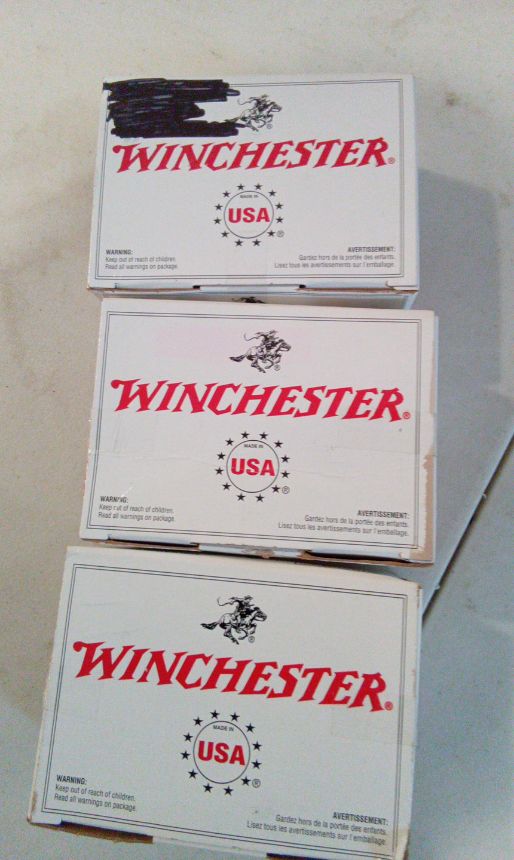 WINCHESTER®
MADE IN
USA
®
WARNING:
Keep out of reach of children.
Read all warnings on package.
AVERTISSEMENT:
Gardez hors de la portée des enfants.
Lisez tous les avertissements sur l'emballage.
WINCHESTER®
MADE IN
USA
®
WARNING:
Keep out of reach of children.
Read all warnings on package.
AVERTISSEMENT:
Gardez hors de la portée des enfants.
Lisez tous les avertissements sur l'emballage.
WINCHESTER®
MADE IN
USA
®
WARNING:
Keep out of reach of children.
Read all warnings on package.
AVERTISSEMENT:
Gardez hors de la portée des enfants.
Lisez tous les avertissements sur l'emballage.